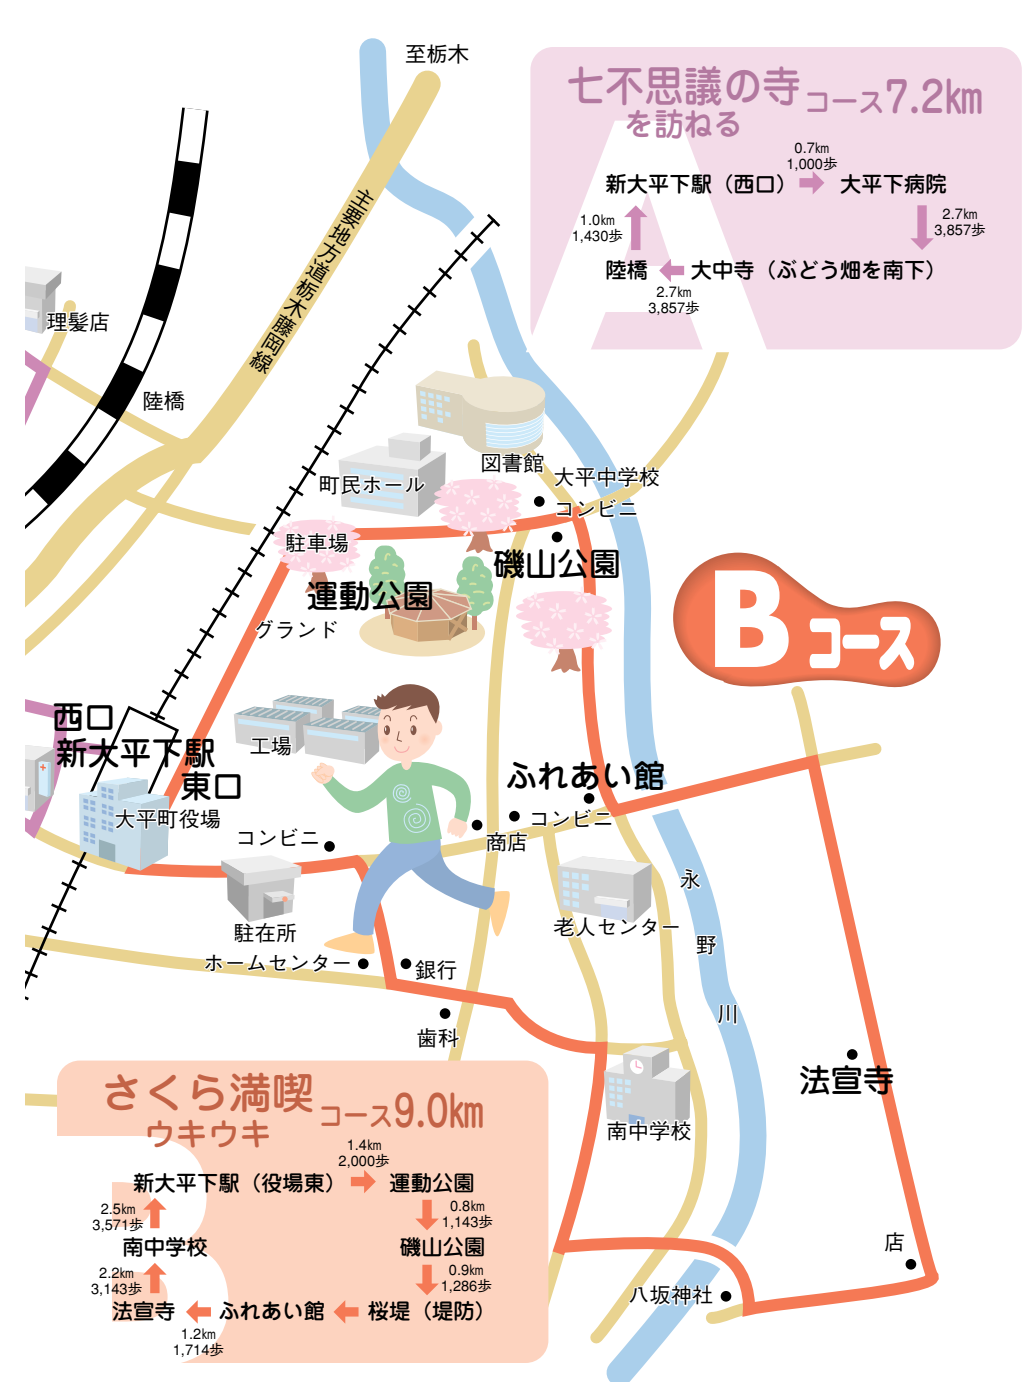 至栃木
七不思議の寺
を訪ねる
コース7.2km
0.7km
1,000歩
新大平下駅（西口）
大平下病院
1.0km
1,430歩
2.7km
3,857歩
陸橋
大中寺（ぶどう畑を南下）
2.7km
3,857歩
A
主要地方道栃木藤岡線
理髪店
陸橋
図書館
町民ホール
大平中学校
コンビニ
駐車場
磯山公園
運動公園
グランド
Bコース
西口
新大平下駅
東口
工場
大平町役場
ふれあい館
コンビニ
商店
コンビニ
永野川
駐在所
老人センター
ホームセンター
銀行
歯科
法宣寺
南中学校
店
八坂神社
さくら満喫
ウキウキ
コース9.0km
1.4km
2,000歩
新大平下駅（役場東）
運動公園
2.5km
3,571歩
0.8km
1,143歩
南中学校
磯山公園
2.2km
3,143歩
0.9km
1,286歩
法宣寺
ふれあい館
桜堤（堤防）
1.2km
1,714歩
B